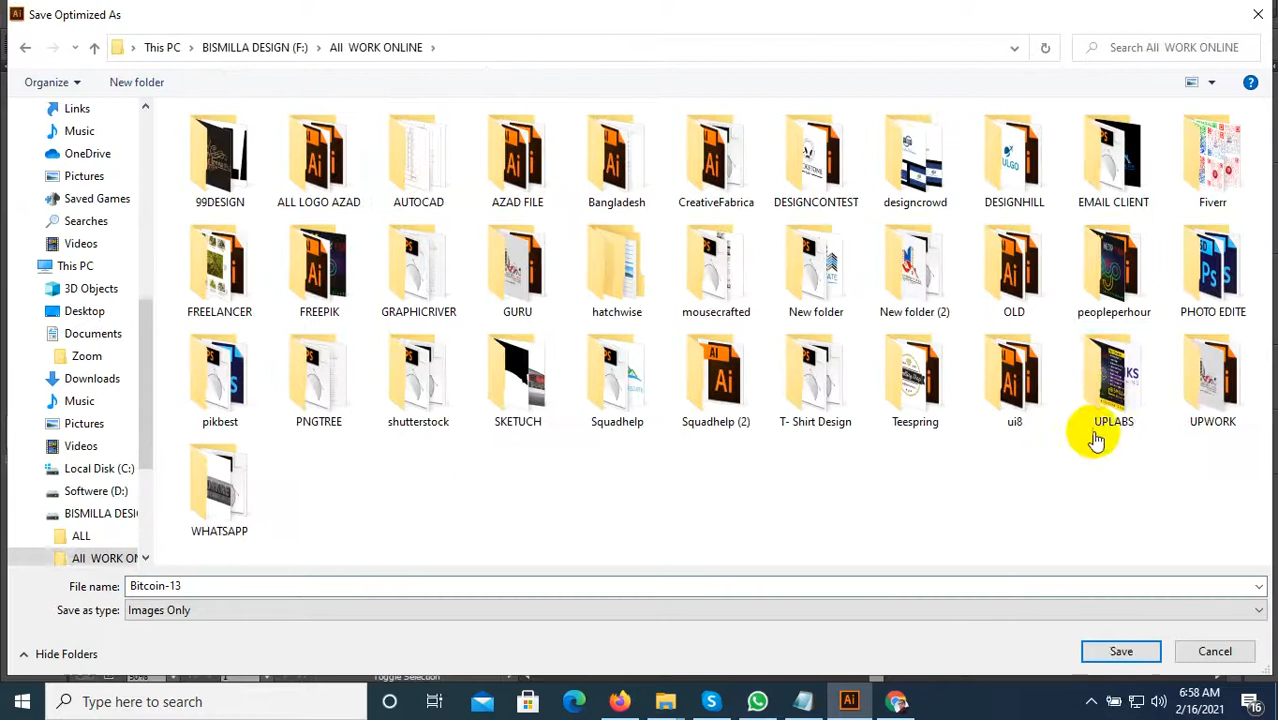 Save Optimized As
This PC > BISMILLA DESIGN (F:) > All WORK ONLINE >
Search All WORK ONLINE
Organize
New folder
Links
Music
OneDrive
Pictures
Saved Games
Searches
Videos
This PC
3D Objects
Desktop
Documents
Zoom
Downloads
Music
Pictures
Videos
Local Disk (C:)
Softwere (D:)
BISMILLA DESI
ALL
All WORK ON
99DESIGN
ALL LOGO AZAD
AUTOCAD
AZAD FILE
Bangladesh
CreativeFabrica
DESIGNCONTEST
designcrowd
DESIGNHILL
EMAIL CLIENT
Fiverr
FREELANCER
FREEPIK
GRAPHICRIVER
GURU
hatchwise
mousecrafted
New folder
New folder (2)
OLD
peopleperhour
PHOTO EDITE
pikbest
PNGTREE
shutterstock
SKETUCH
Squadhelp
Squadhelp (2)
T- Shirt Design
Teespring
ui8
UPLABS
UPWORK
WHATSAPP
File name: Bitcoin-13
Save as type: Images Only
Hide Folders
Save
Cancel
Toggle Selection
Type here to search
6:58 AM
2/16/2021
16